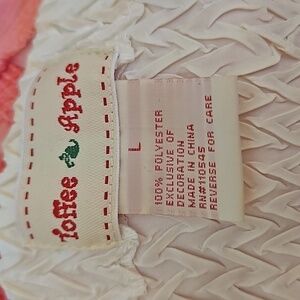 Toffee Apple
L
100% POLYESTER
EXCLUSIVE OF
DECORATION
MADE IN CHINA
RN#110545
REVERSE FOR CARE